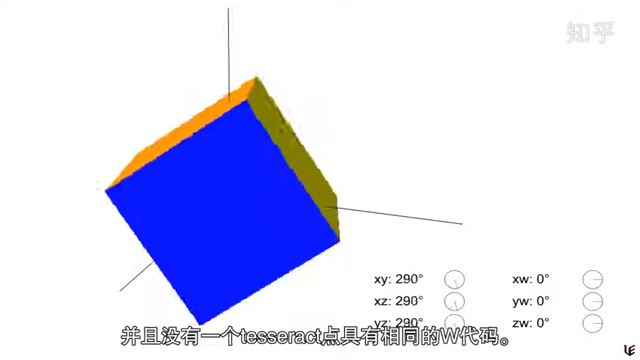 知乎
xy: 290°
xw: 0°
xz: 290°
yw: 0°
yz: 290°
zw: 0°
并且没有一个tesseract点具有相同的W代码。